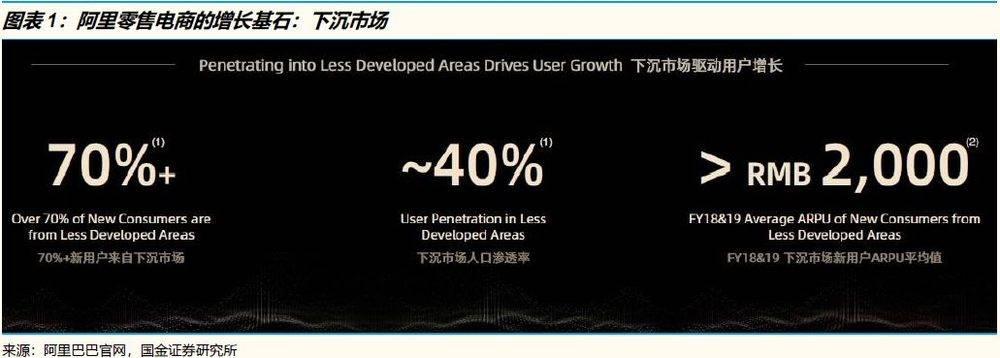 图表1：阿里零售电商的增长基石：下沉市场
Penetrating into Less Developed Areas Drives User Growth 下沉市场驱动用户增长
70%+(1)
Over 70% of New Consumers are
from Less Developed Areas
70%+新用户来自下沉市场
~40%(1)
User Penetration in Less
Developed Areas
下沉市场人口渗透率
> RMB 2,000(2)
FY18&19 Average ARPU of New Consumers from
Less Developed Areas
FY18&19 下沉市场新用户ARPU平均值
来源：阿里巴巴官网，国金证券研究所